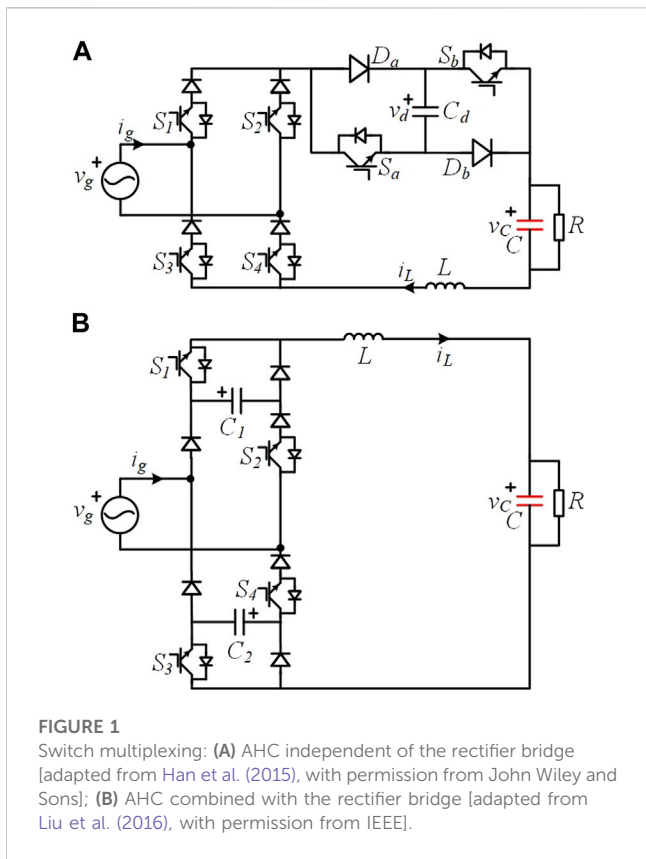 A
D_a
S_b
S_1
S_2
v_d
+
C_d
i_g
S_a
D_b
+
v_g
+
v_C
C
R
S_3
S_4
i_L
L
B
S_1
L
i_L
+
C_1
S_2
i_g
+
v_g
+
v_C
C
R
S_4
+
C_2
S_3
FIGURE 1
Switch multiplexing: (A) AHC independent of the rectifier bridge
[adapted from Han et al. (2015), with permission from John Wiley and
Sons]; (B) AHC combined with the rectifier bridge [adapted from
Liu et al. (2016), with permission from IEEE].